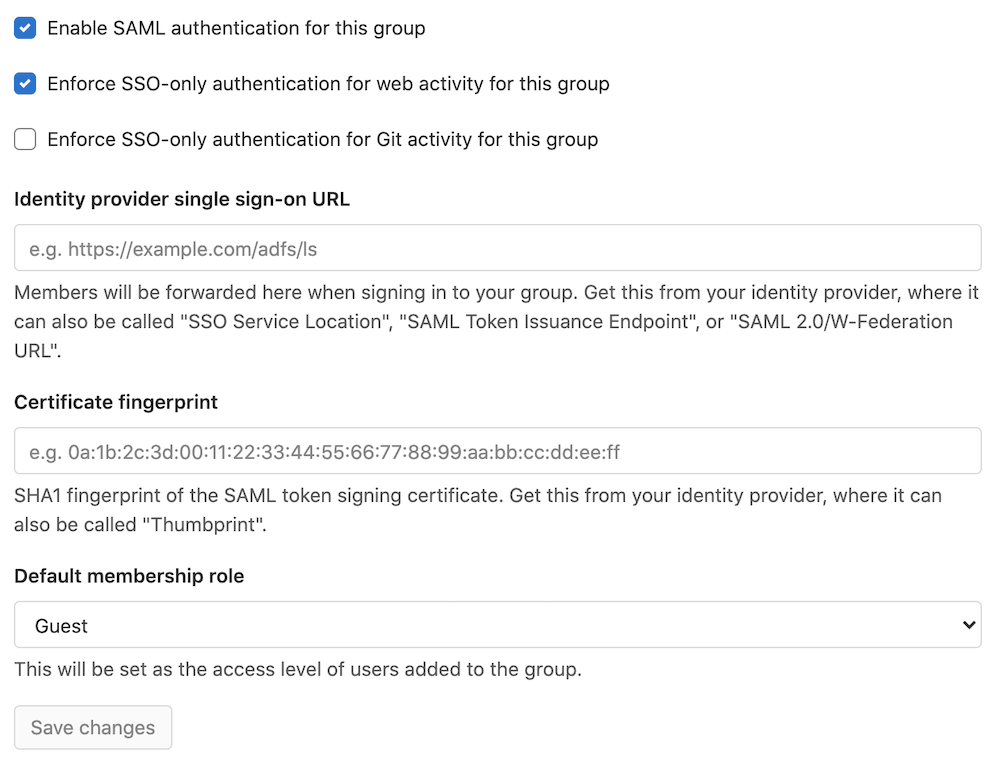 Enable SAML authentication for this group
Enforce SSO-only authentication for web activity for this group
Enforce SSO-only authentication for Git activity for this group
Identity provider single sign-on URL
e.g. https://example.com/adfs/ls
Members will be forwarded here when signing in to your group. Get this from your identity provider, where it
can also be called "SSO Service Location", "SAML Token Issuance Endpoint", or "SAML 2.0/W-Federation
URL".
Certificate fingerprint
e.g. 0a:1b:2c:3d:00:11:22:33:44:55:66:77:88:99:aa:bb:cc:dd:ee:ff
SHA1 fingerprint of the SAML token signing certificate. Get this from your identity provider, where it can
also be called "Thumbprint".
Default membership role
Guest
This will be set as the access level of users added to the group.
Save changes